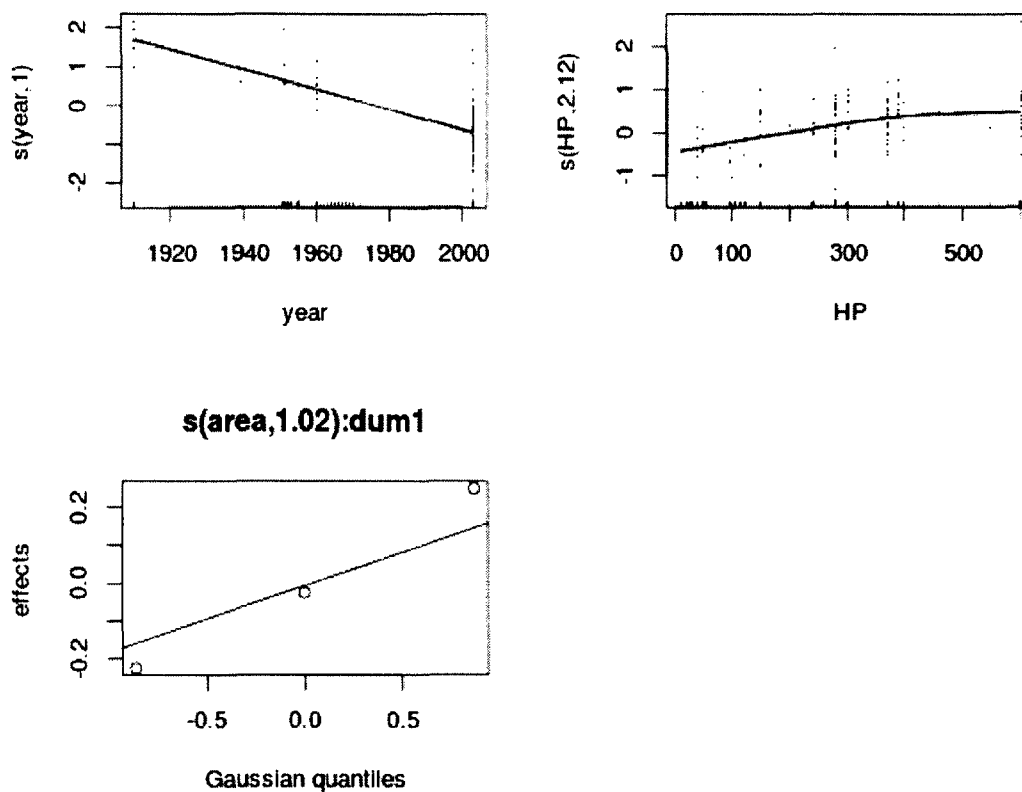 s(year,1)
2
1
0
-2
1920 1940 1960 1980 2000
year
s(HP,2.12)
2
1
0
-1
0 100 300 500
HP
s(area,1.02):dum1
effects
0.2
0.0
-0.2
-0.5 0.0 0.5
Gaussian quantiles